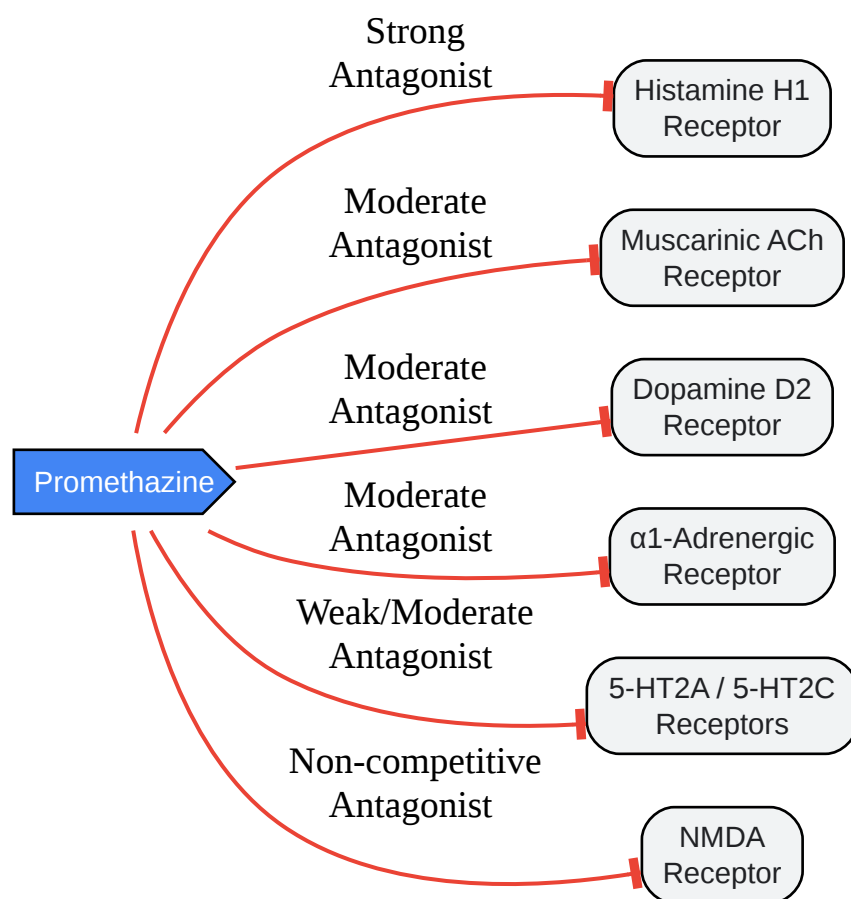 Strong
Antagonist
Histamine H1
Receptor
Moderate
Antagonist
Muscarinic ACh
Receptor
Moderate
Antagonist
Dopamine D2
Receptor
Promethazine
Moderate
Antagonist
α1-Adrenergic
Receptor
Weak/Moderate
Antagonist
5-HT2A / 5-HT2C
Receptors
Non-competitive
Antagonist
NMDA
Receptor